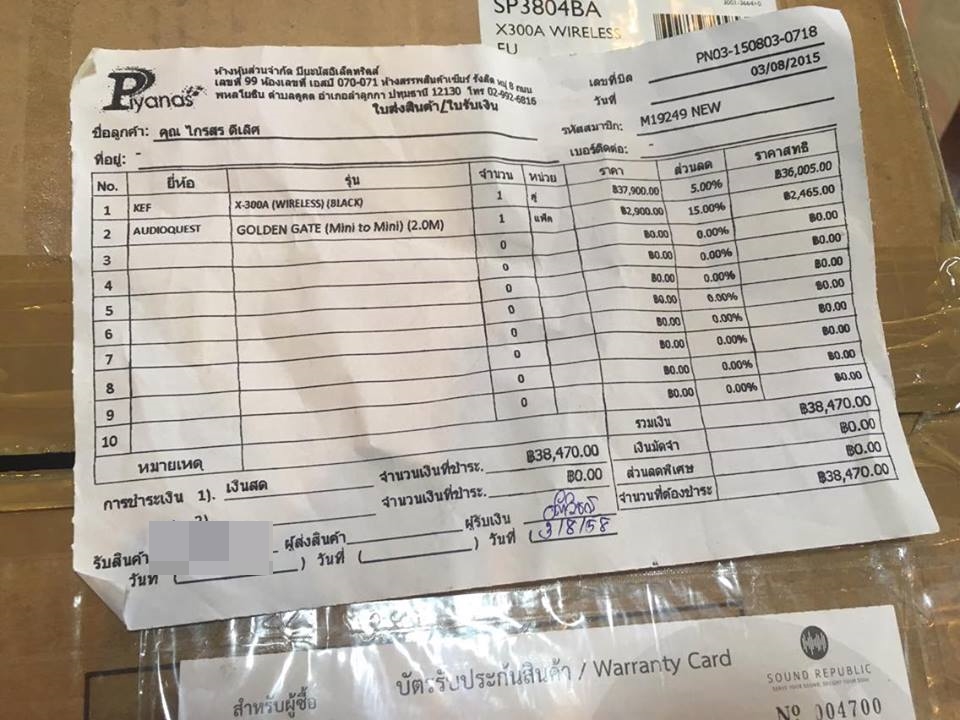 SP3804BA
X300A WIRELESS
EU
Piyanas
ห้างหุ้นส่วนจำกัด ปิยะนัสอิเล็คทริคส์
เลขที่ 99 ห้องเลขที่ เอสบี 070-071 ห้างสรรพสินค้าเซียร์ รังสิต หมู่ 8 ถนน
พหลโยธิน ตำบลคูคต อำเภอลำลูกกา ปทุมธานี 12130 โทร 02-992-6816
ใบส่งสินค้า/ใบรับเงิน
เลขที่บิล PN03-150803-0718
วันที่ 03/08/2015
ชื่อลูกค้า: คุณ ไกรสร ดีเลิศ
รหัสสมาชิก: M19249 NEW
ที่อยู่: -
เบอร์ติดต่อ: -
No. ยี่ห้อ รุ่น จำนวน หน่วย ราคา ส่วนลด ราคาสุทธิ
1 KEF X-300A (WIRELESS) (BLACK) 1 คู่ ฿37,900.00 5.00% ฿36,005.00
2 AUDIOQUEST GOLDEN GATE (Mini to Mini) (2.0M) 1 แพ็ค ฿2,900.00 15.00% ฿2,465.00
3 0 ฿0.00 0.00% ฿0.00
4 0 ฿0.00 0.00% ฿0.00
5 0 ฿0.00 0.00% ฿0.00
6 0 ฿0.00 0.00% ฿0.00
7 0 ฿0.00 0.00% ฿0.00
8 0 ฿0.00 0.00% ฿0.00
9 0 ฿0.00 0.00% ฿0.00
10 0 ฿0.00 0.00% ฿0.00
หมายเหตุ รวมเงิน ฿38,470.00
เงินมัดจำ ฿0.00
ส่วนลดพิเศษ ฿0.00
จำนวนที่ต้องชำระ ฿38,470.00
การชำระเงิน 1). เงินสด จำนวนเงินที่ชำระ. ฿38,470.00
จำนวนเงินที่ชำระ. ฿0.00
รับสินค้า ผู้ส่งสินค้า ผู้รับเงิน
วันที่ ( ) วันที่ ( ) วันที่ ( 3/8/58 )
บัตรรับประกันสินค้า / Warranty Card
SOUND REPUBLIC
สำหรับผู้ซื้อ
Nº 004700